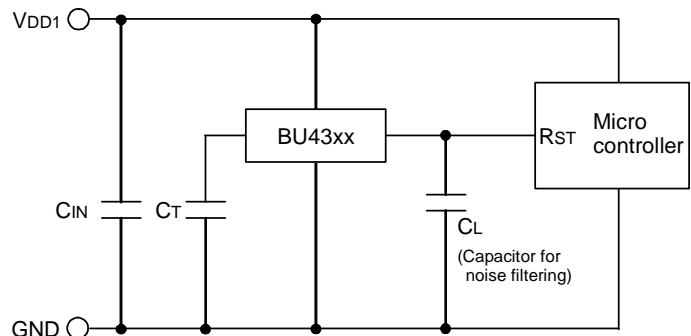 VDD1
BU43xx
RST
Micro
controller
CIN
CT
CL
(Capacitor for
noise filtering)
GND